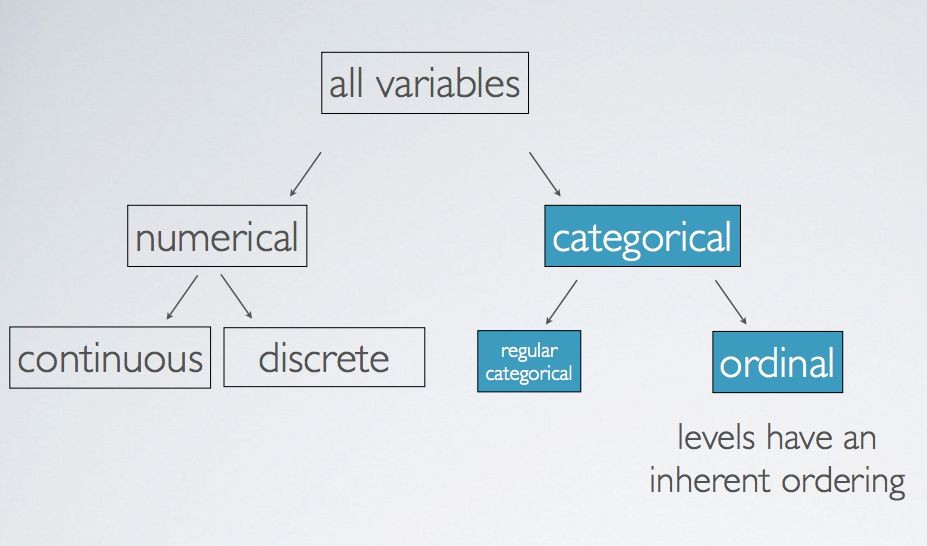 all variables
numerical
categorical
continuous
discrete
regular
categorical
ordinal
levels have an
inherent ordering